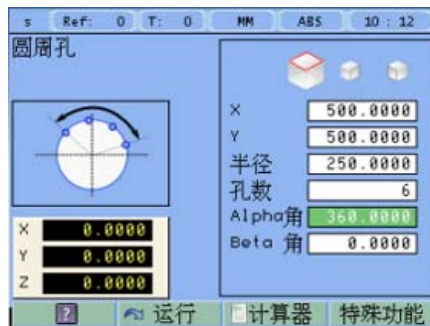 s Ref: 0 T: 0 MM ABS 10 : 12
圆周孔
X 500.0000
Y 500.0000
半径 250.0000
孔数 6
Alpha角 360.0000
Beta 角 0.0000
X 0.0000
Y 0.0000
Z 0.0000
? 运行 计算器 特殊功能